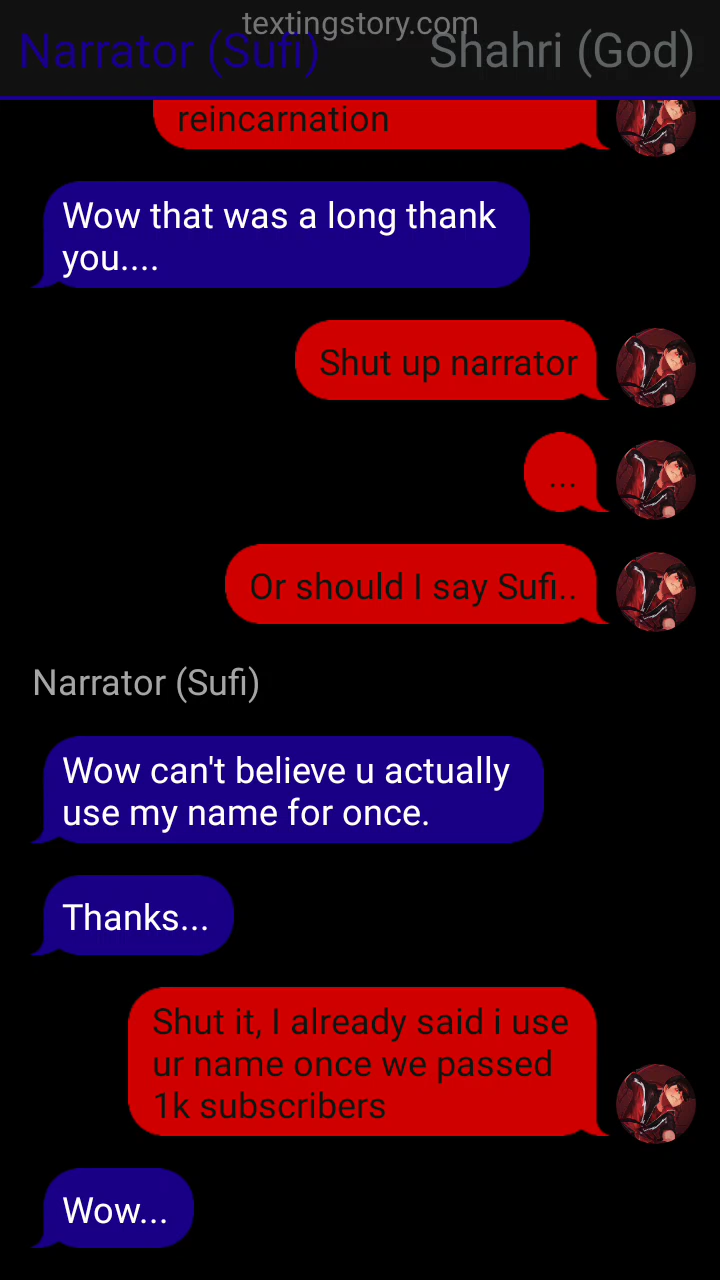 textingstory.com
Narrator (Sufi) Shahri (God)
reincarnation
Wow that was a long thank
you....
Shut up narrator
...
Or should I say Sufi..
Narrator (Sufi)
Wow can't believe u actually
use my name for once.
Thanks...
Shut it, I already said i use
ur name once we passed
1k subscribers
Wow...